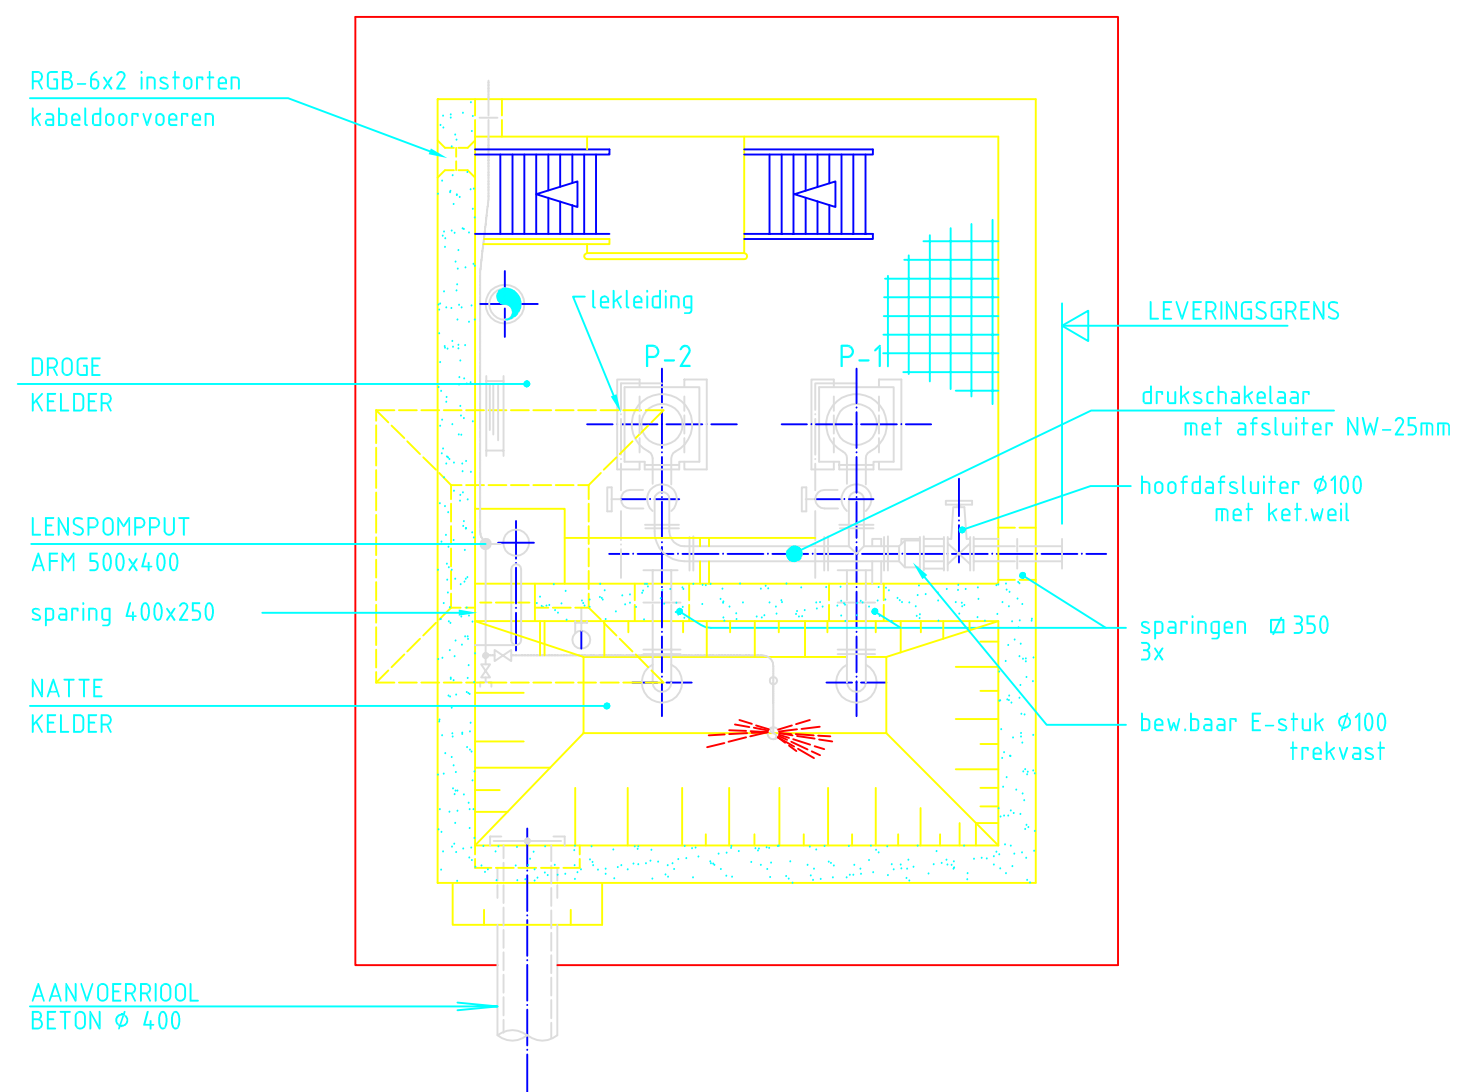 RGB-6x2 instorten
kabeldoorvoeren
lekleiding
LEVERINGSGRENS
P-2
P-1
DROGE
KELDER
drukschakelaar
met afsluiter NW-25mm
hoofdafsluiter Ø100
met ket.weil
LENSPOMPPUT
AFM 500x400
sparing 400x250
sparingen ⌷ 350
3x
NATTE
KELDER
bew.baar E-stuk Ø100
trekvast
AANVOERRIOOL
BETON Ø 400